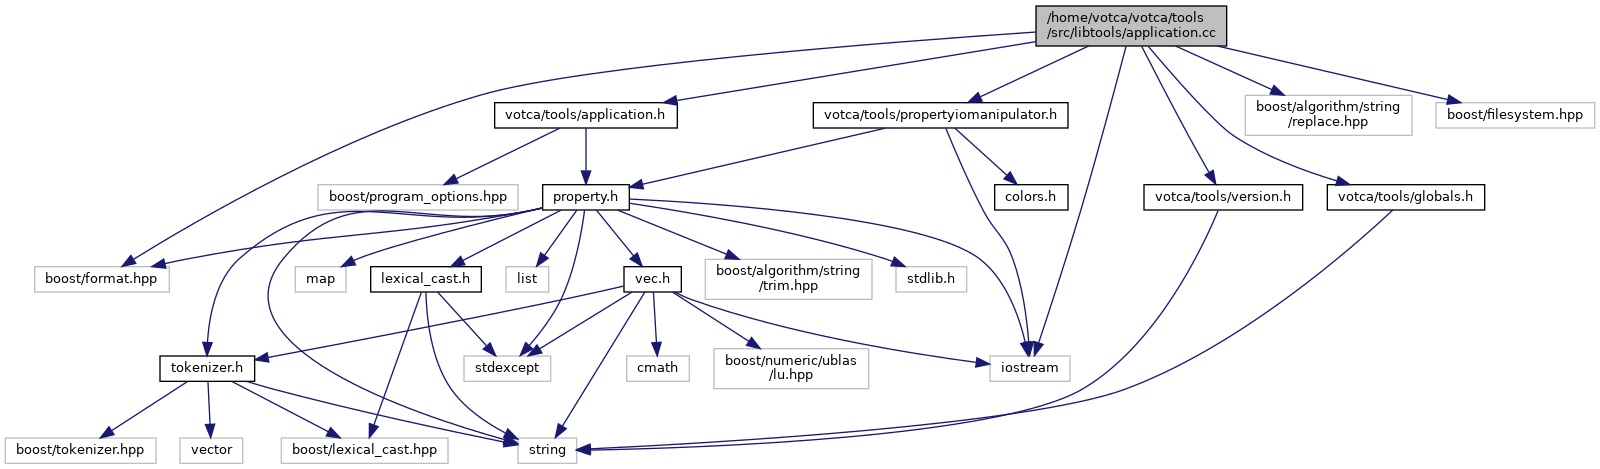 /home/votca/votca/tools
/src/libtools/application.cc
votca/tools/application.h
votca/tools/propertyiomanipulator.h
boost/algorithm/string
/replace.hpp
boost/filesystem.hpp
boost/program_options.hpp
property.h
colors.h
votca/tools/version.h
votca/tools/globals.h
boost/format.hpp
map
lexical_cast.h
list
vec.h
boost/algorithm/string
/trim.hpp
stdlib.h
tokenizer.h
stdexcept
cmath
boost/numeric/ublas
/lu.hpp
iostream
boost/tokenizer.hpp
vector
boost/lexical_cast.hpp
string